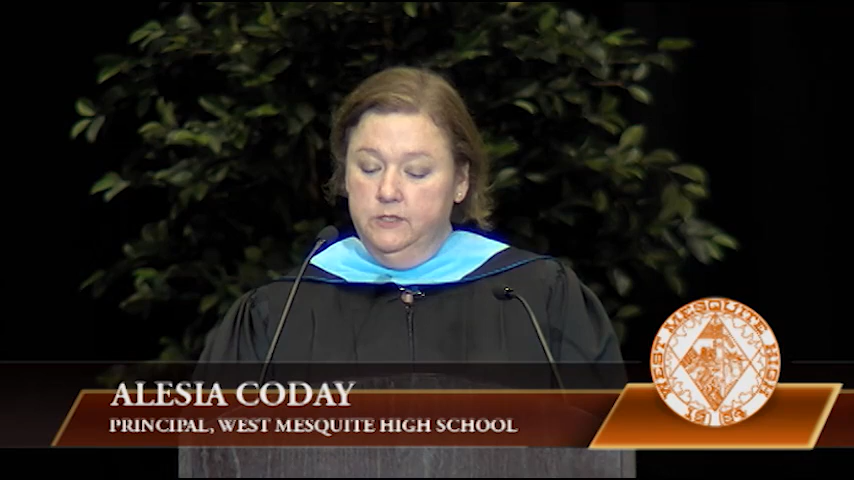 ALESIA CODAY
PRINCIPAL, WEST MESQUITE HIGH SCHOOL
WEST MESQUITE HIGH